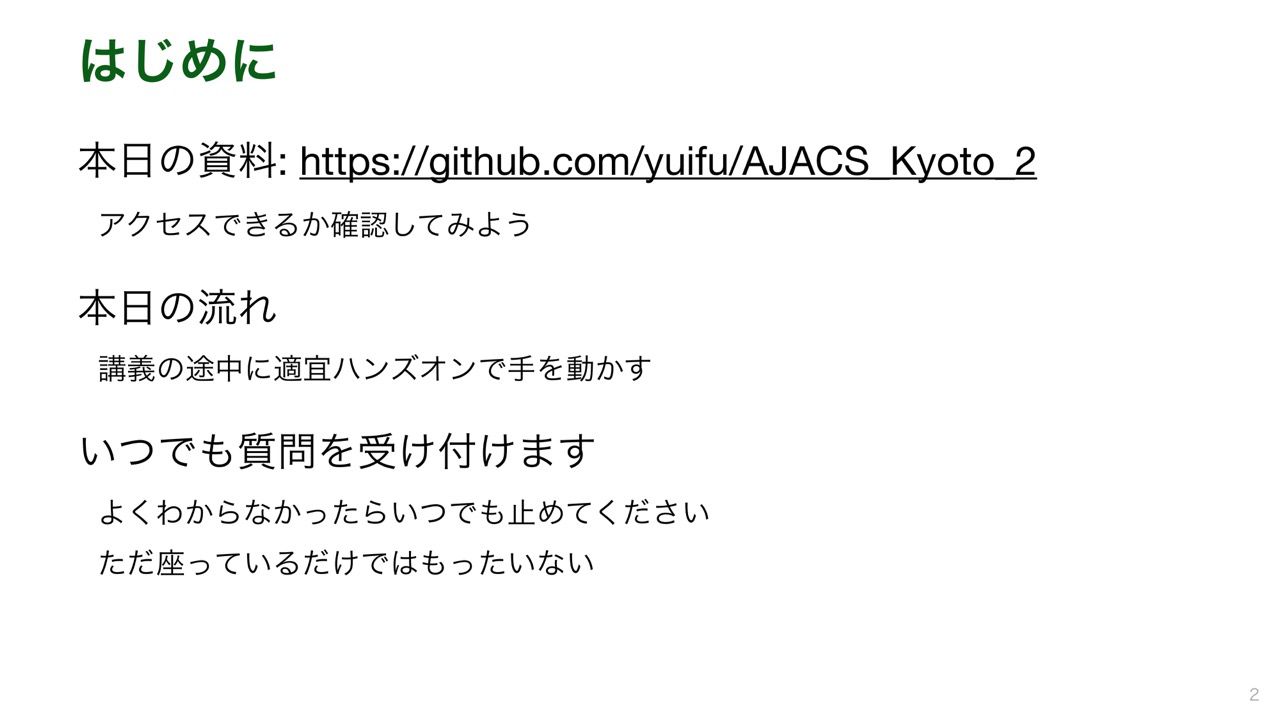 はじめに
本日の資料: https://github.com/yuifu/AJACS_Kyoto_2
アクセスできるか確認してみよう
本日の流れ
講義の途中に適宜ハンズオンで手を動かす
いつでも質問を受け付けます
よくわからなかったらいつでも止めてください
ただ座っているだけではもったいない
2